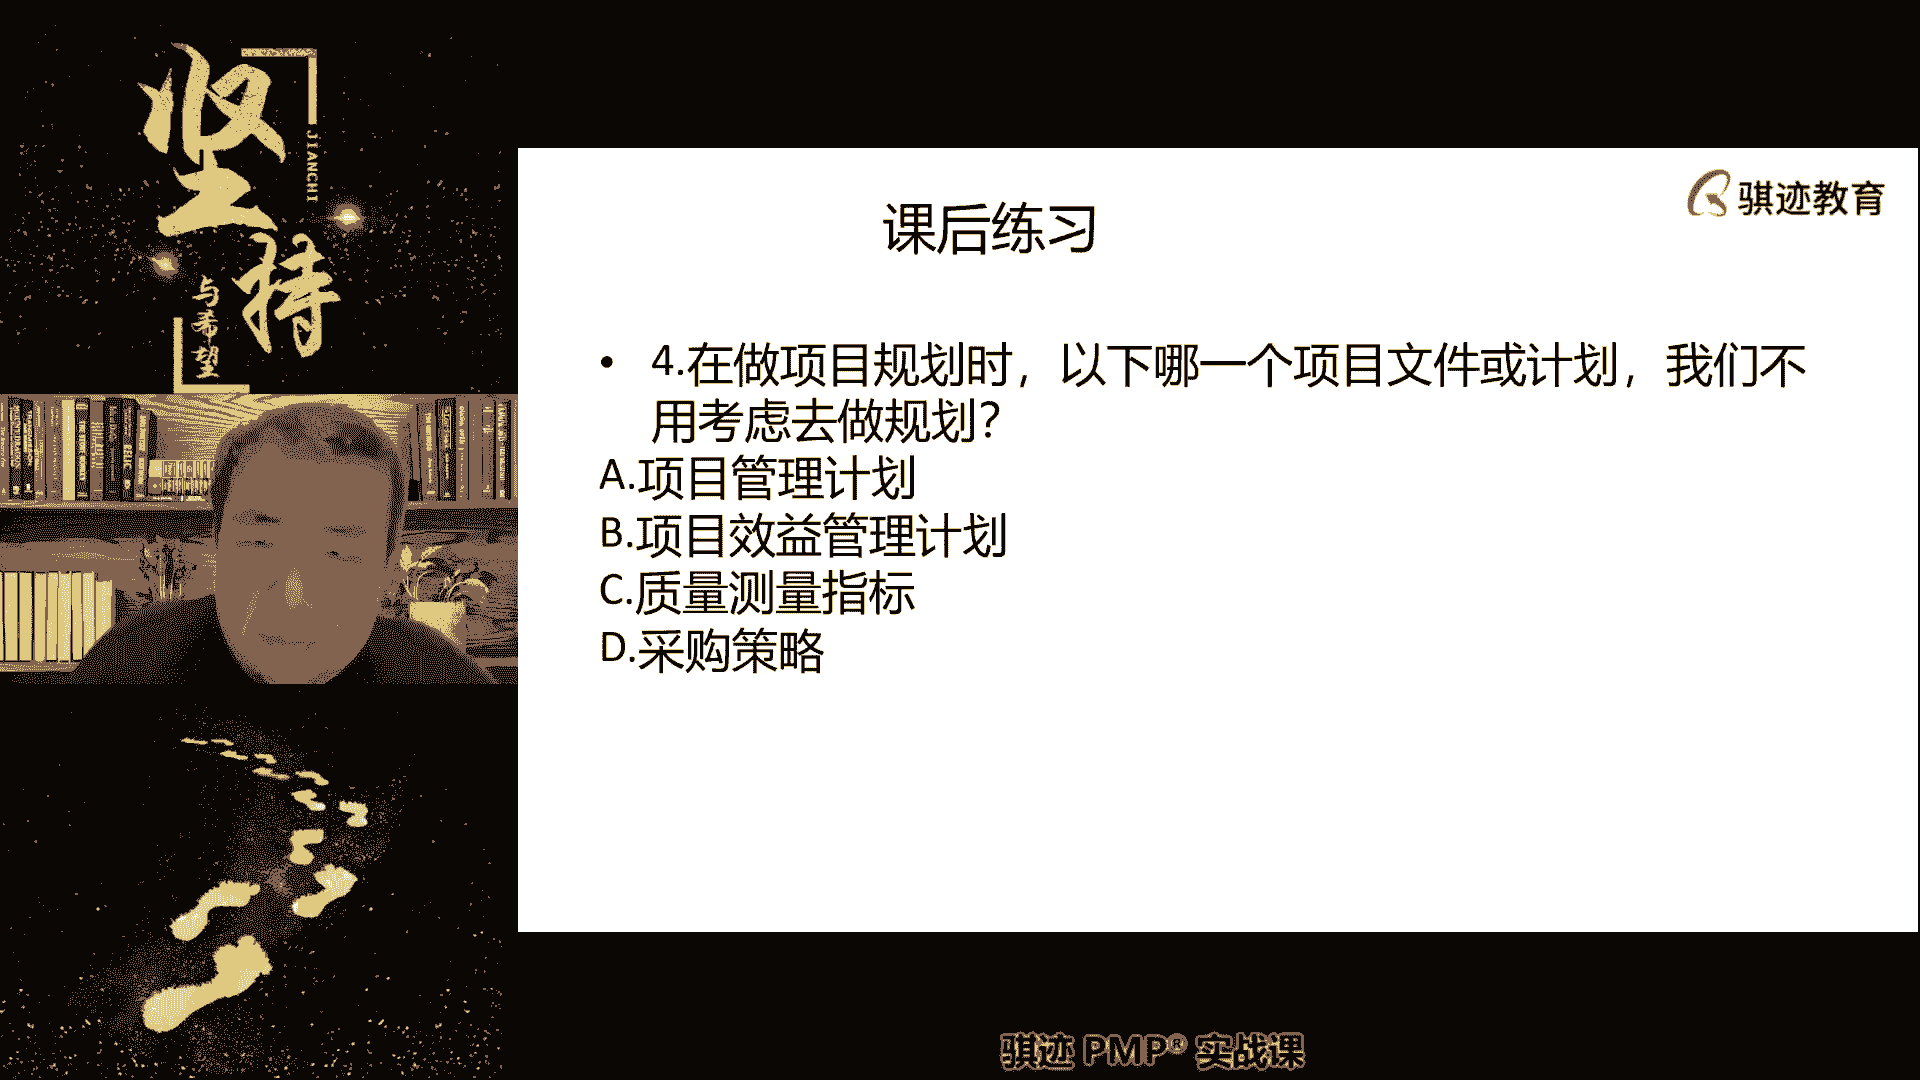 坚持
JIANCHI
与希望
骐迹教育
课后练习
• 4.在做项目规划时，以下哪一个项目文件或计划，我们不
用考虑去做规划？
A.项目管理计划
B.项目效益管理计划
C.质量测量指标
D.采购策略
骐迹 PMP® 实战课